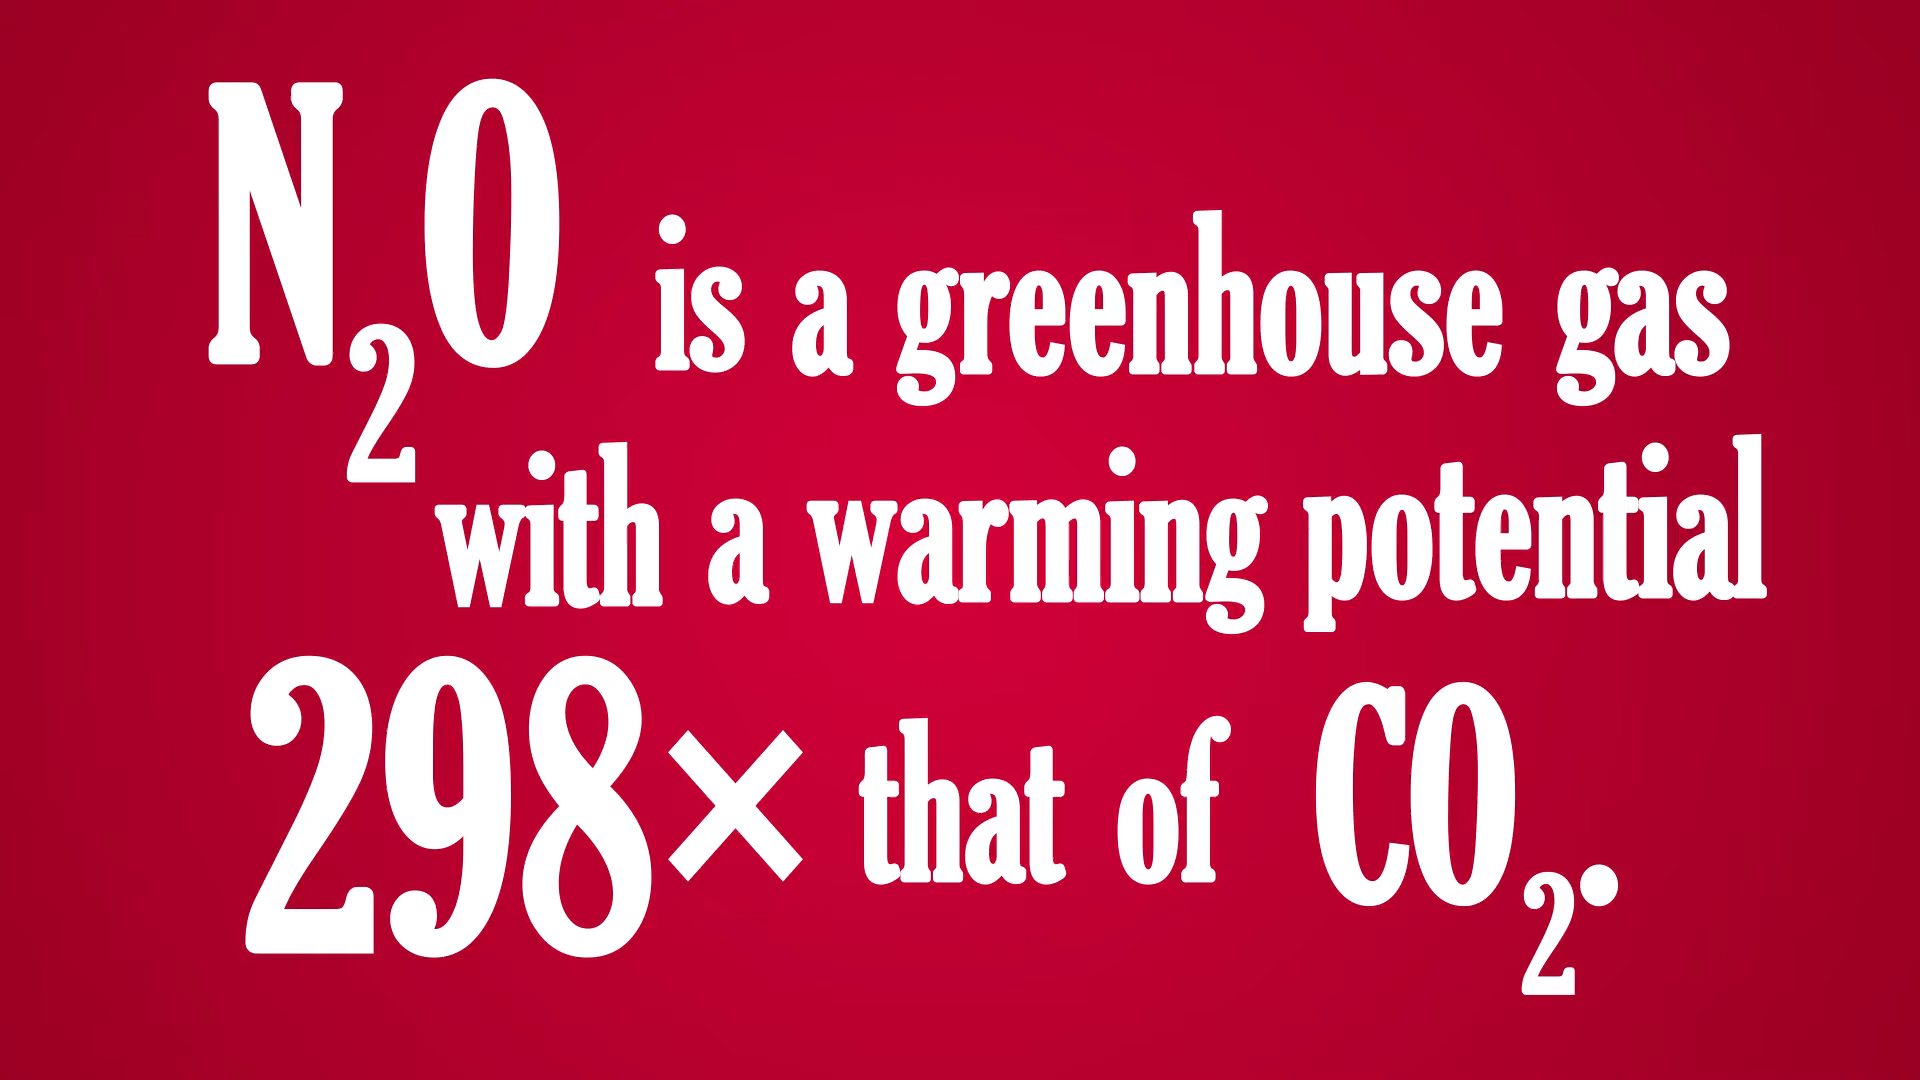 N₂O is a greenhouse gas
with a warming potential
298× that of CO₂.